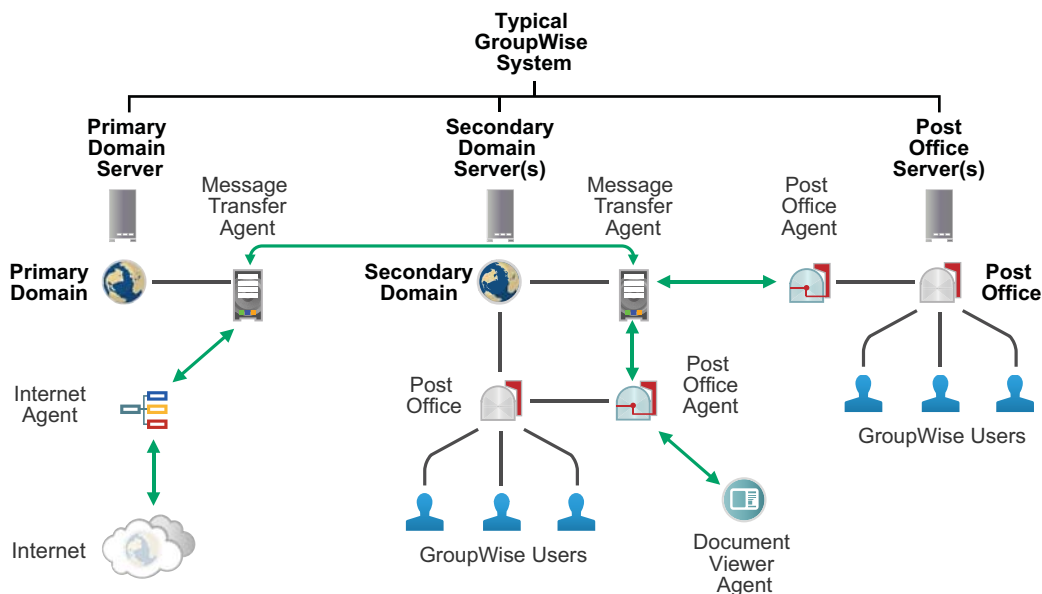 Typical
GroupWise
System
Primary
Domain
Server
Secondary
Domain
Server(s)
Post
Office
Server(s)
Message
Transfer
Agent
Message
Transfer
Agent
Post
Office
Agent
Primary
Domain
Secondary
Domain
Post
Office
Internet
Agent
Post
Office
Post
Office
Agent
GroupWise Users
Internet
GroupWise Users
Document
Viewer
Agent